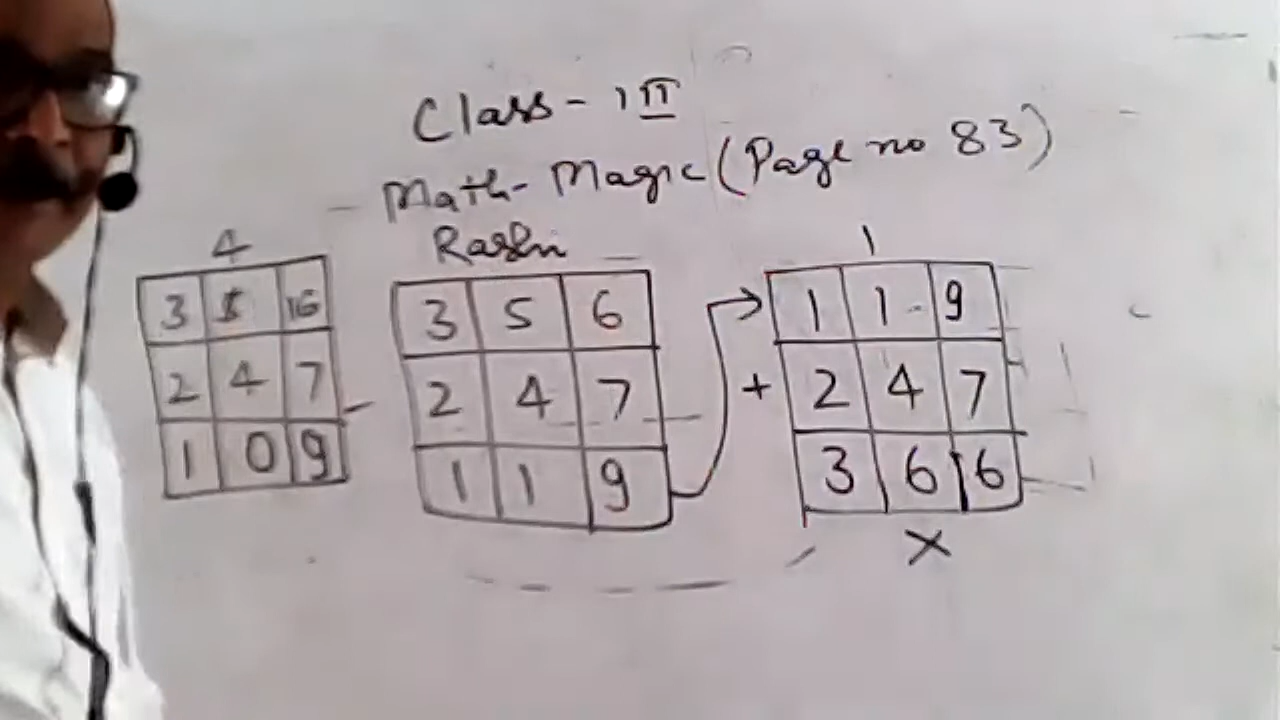 Class - III
Math-Magic (Page no 83)
Rashi
4
3 5 16
2 4 7
1 0 9
3 5 6
2 4 7
1 1 9
1
1 1 9
+ 2 4 7
3 6 6
X